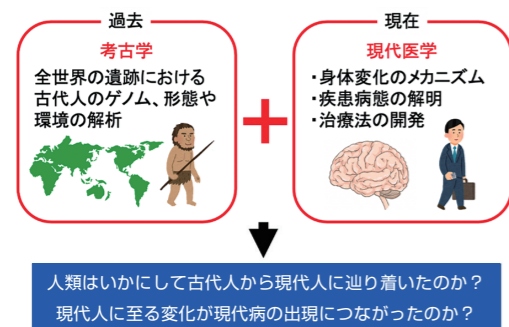 過去
考古学
全世界の遺跡における
古代人のゲノム、形態や
環境の解析
+
現在
現代医学
・身体変化のメカニズム
・疾患病態の解明
・治療法の開発
人類はいかにして古代人から現代人に辿り着いたのか？
現代人に至る変化が現代病の出現につながったのか？